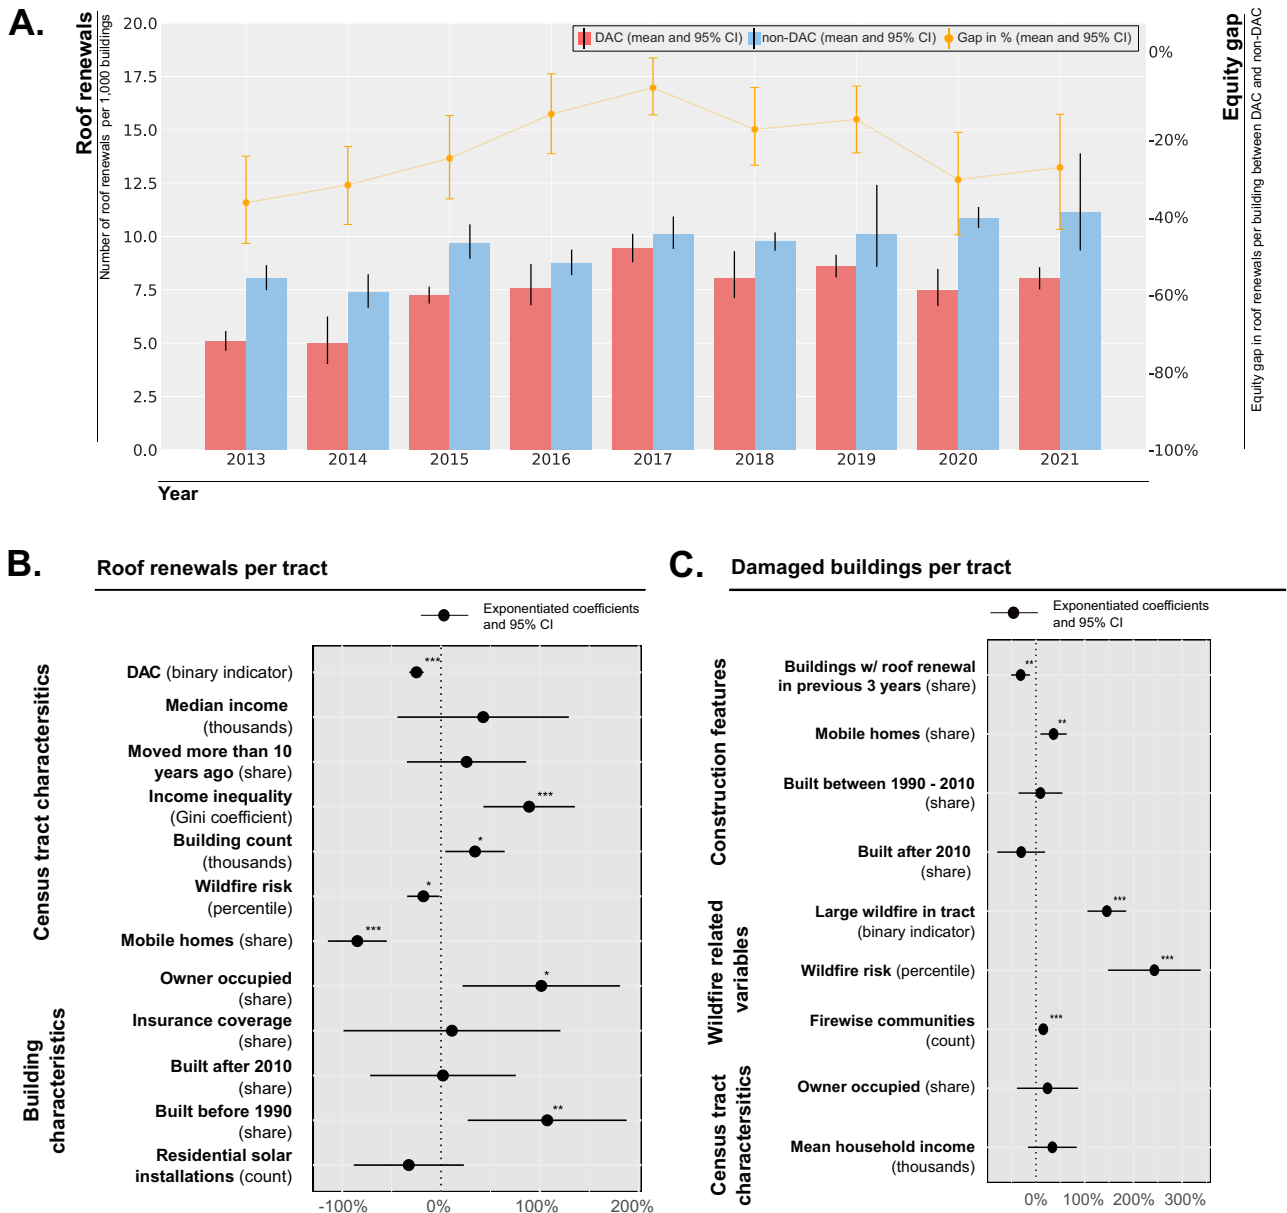 A.
Roof renewals
Number of roof renewals per 1,000 buildings
20.0
17.5
15.0
12.5
10.0
7.5
5.0
2.5
0.0
DAC (mean and 95% CI)
non-DAC (mean and 95% CI)
Gap in % (mean and 95% CI)
0%
-20%
-40%
-60%
-80%
-100%
Equity gap
Equity gap in roof renewals per building between DAC and non-DAC
2013
2014
2015
2016
2017
2018
2019
2020
2021
Year
B.
Roof renewals per tract
Exponentiated coefficients
and 95% CI
Census tract charactersitics
DAC (binary indicator)
***
Median income
(thousands)
Moved more than 10
years ago (share)
Income inequality
(Gini coefficient)
***
Building count
(thousands)
*
Wildfire risk
(percentile)
*
Mobile homes (share)
***
Owner occupied
(share)
*
Insurance coverage
(share)
Building
characteristics
Built after 2010
(share)
Built before 1990
(share)
**
Residential solar
installations (count)
-100%
0%
100%
200%
C.
Damaged buildings per tract
Exponentiated coefficients
and 95% CI
Construction features
Buildings w/ roof renewal
in previous 3 years (share)
**
Mobile homes (share)
**
Built between 1990 - 2010
(share)
Built after 2010
(share)
Wildfire related
variables
Large wildfire in tract
(binary indicator)
***
Wildfire risk (percentile)
***
Firewise communities
(count)
***
Census tract
charactersitics
Owner occupied (share)
Mean household income
(thousands)
0%
100%
200%
300%